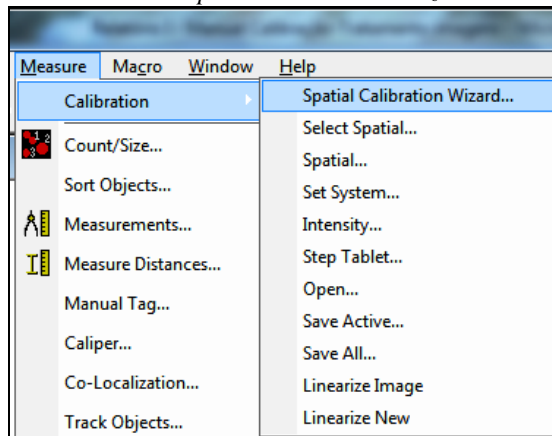 Measure Macro Window Help
Calibration
Count/Size...
Sort Objects...
Measurements...
Measure Distances...
Manual Tag...
Caliper...
Co-Localization...
Track Objects...
Spatial Calibration Wizard...
Select Spatial...
Spatial...
Set System...
Intensity...
Step Tablet...
Open...
Save Active...
Save All...
Linearize Image
Linearize New